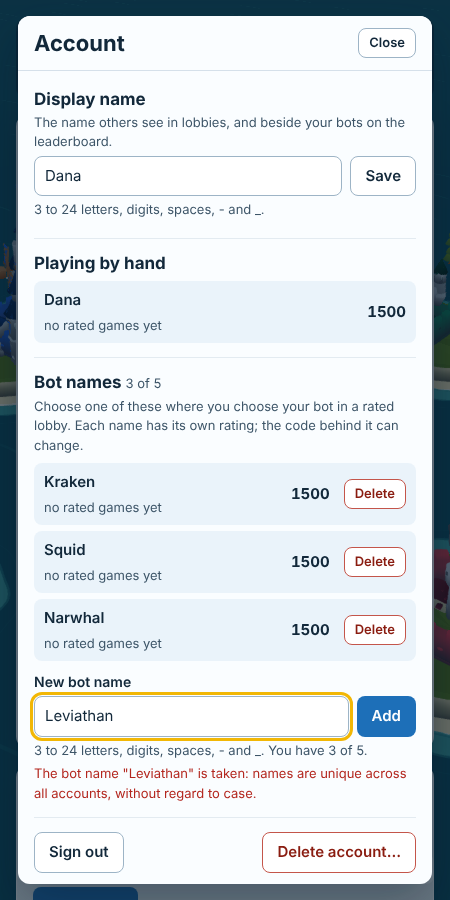 Account
Close
Display name
The name others see in lobbies, and beside your bots on the
leaderboard.
Dana
Save
3 to 24 letters, digits, spaces, - and _.
Playing by hand
Dana
no rated games yet
1500
Bot names 3 of 5
Choose one of these where you choose your bot in a rated
lobby. Each name has its own rating; the code behind it can
change.
Kraken
no rated games yet
1500
Delete
Squid
no rated games yet
1500
Delete
Narwhal
no rated games yet
1500
Delete
New bot name
Leviathan
Add
3 to 24 letters, digits, spaces, - and _. You have 3 of 5.
The bot name "Leviathan" is taken: names are unique across
all accounts, without regard to case.
Sign out
Delete account...